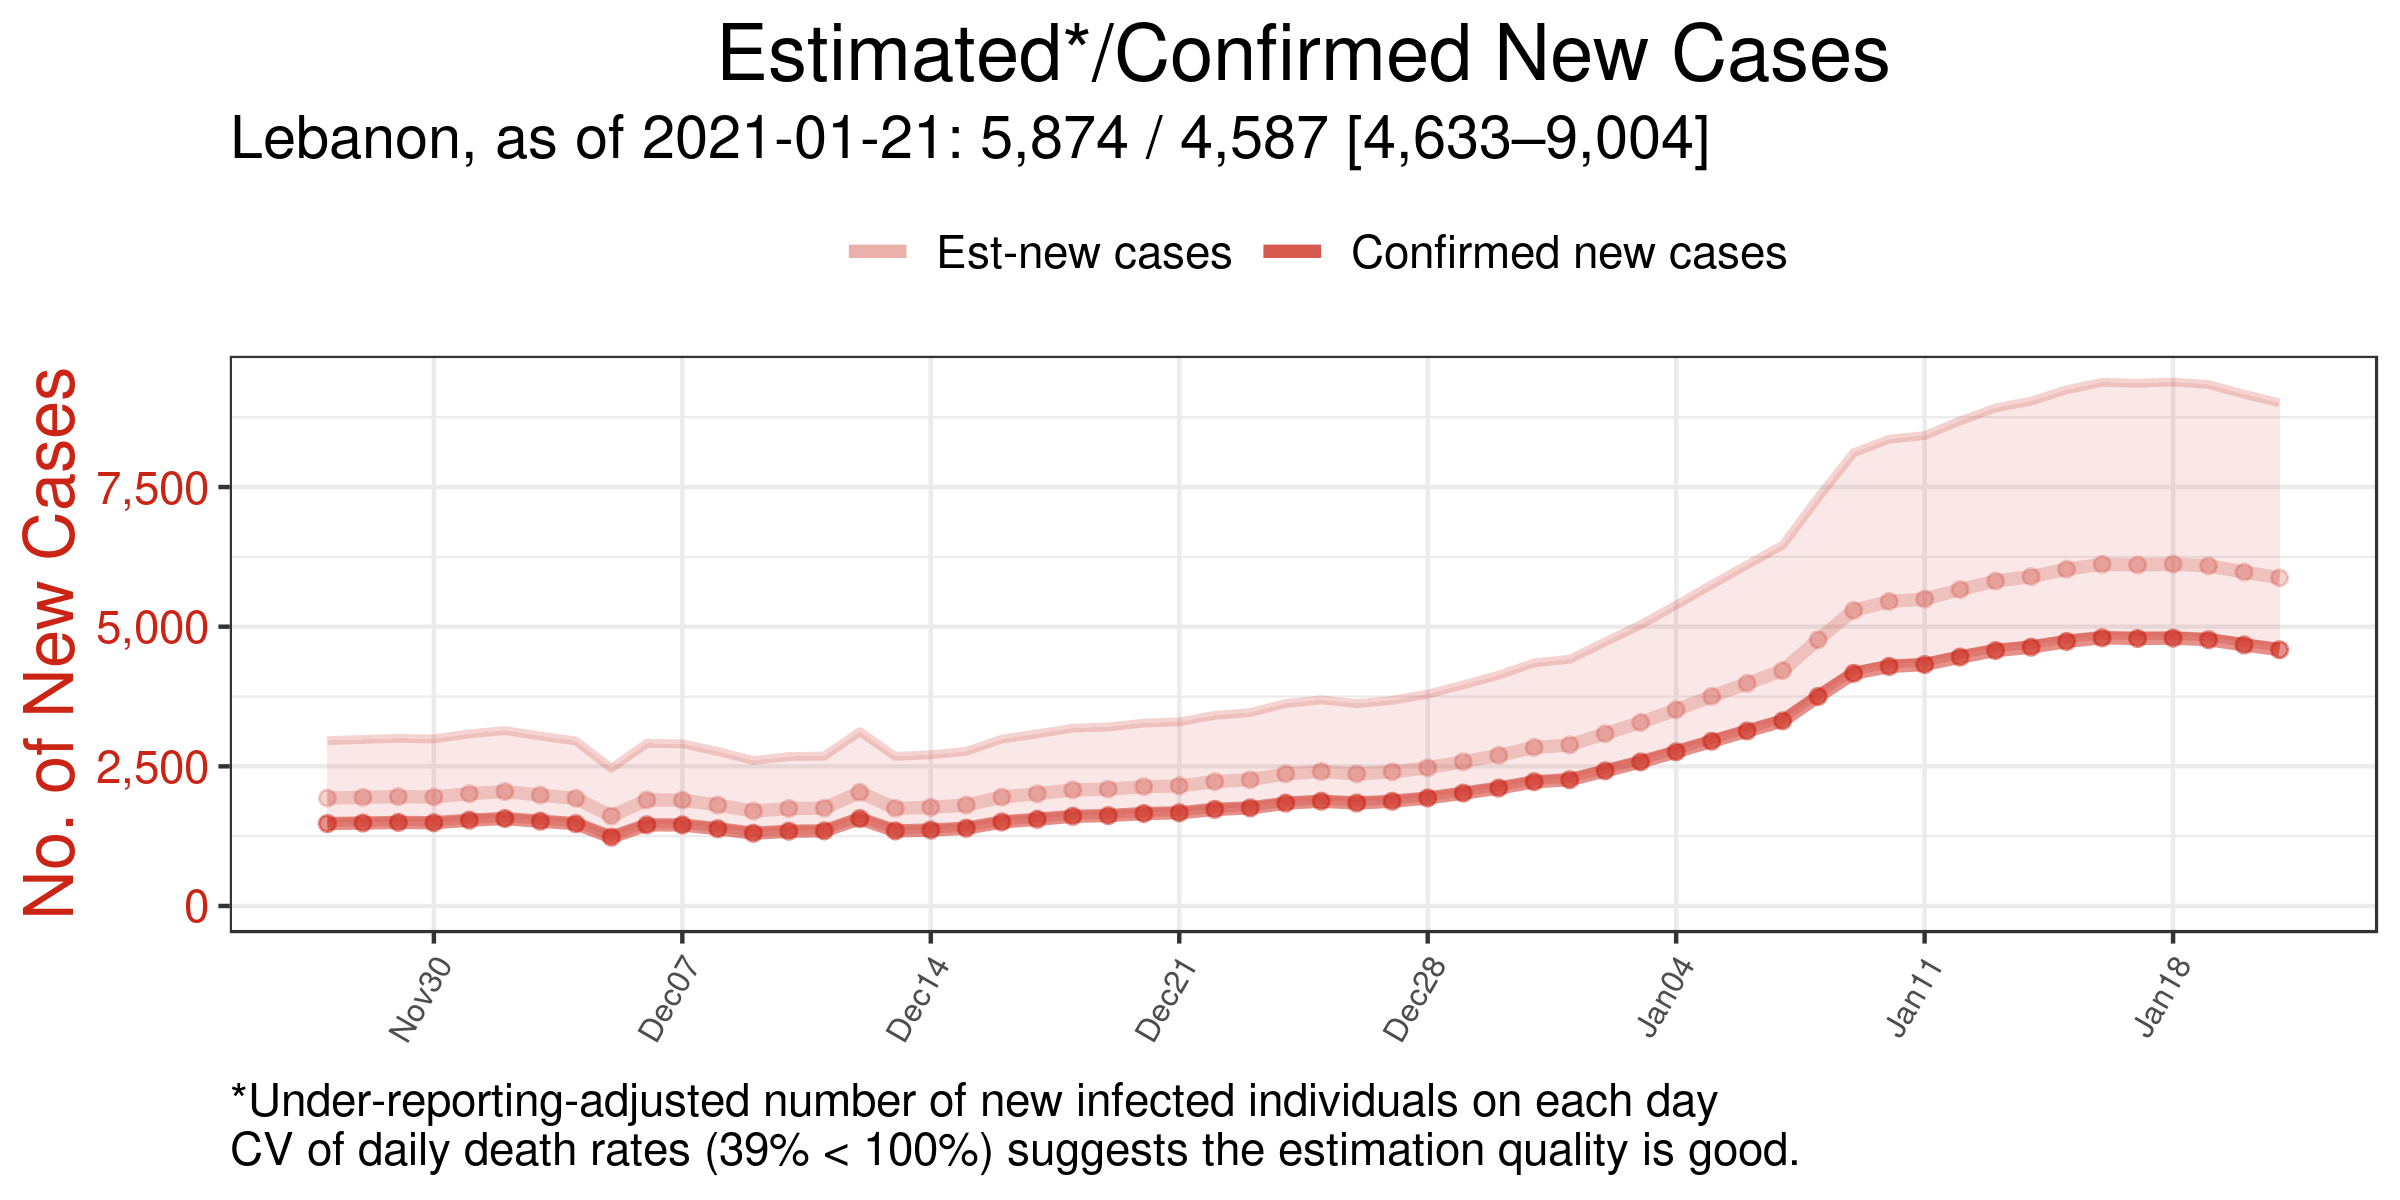 Estimated*/Confirmed New Cases
Lebanon, as of 2021-01-21: 5,874 / 4,587 [4,633–9,004]
Est-new cases
Confirmed new cases
No. of New Cases
7,500
5,000
2,500
0
Nov30
Dec07
Dec14
Dec21
Dec28
Jan04
Jan11
Jan18
*Under-reporting-adjusted number of new infected individuals on each day
CV of daily death rates (39% < 100%) suggests the estimation quality is good.